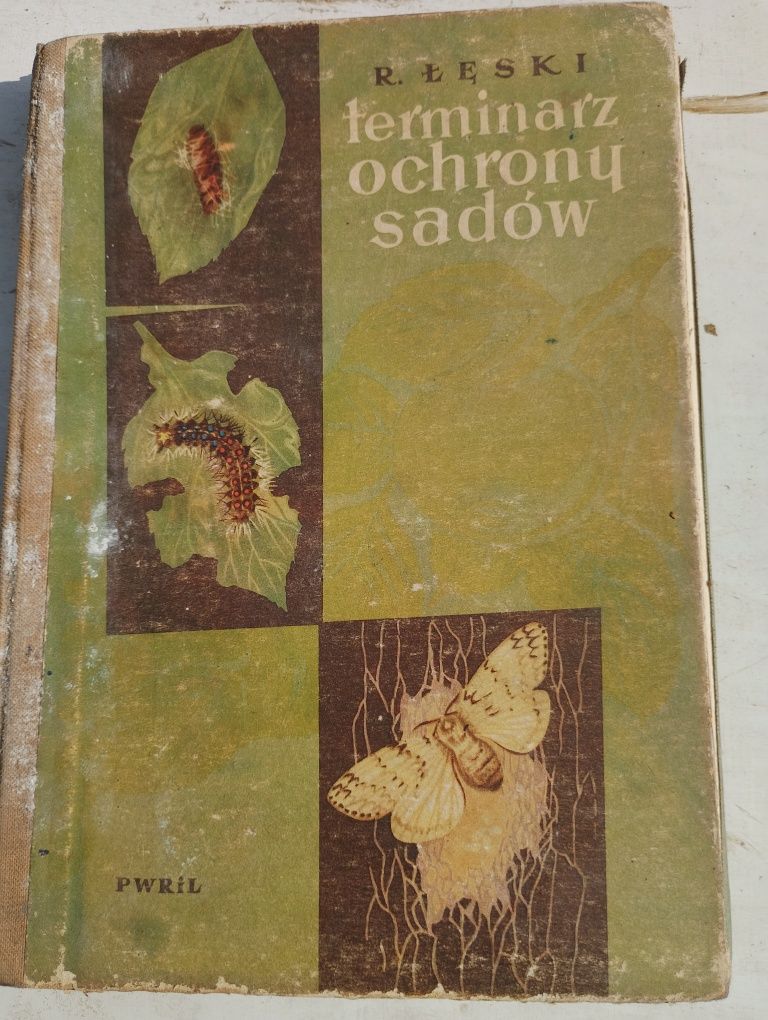 R. ŁĘSKI
terminarz
ochrony
sadów
PWRiL